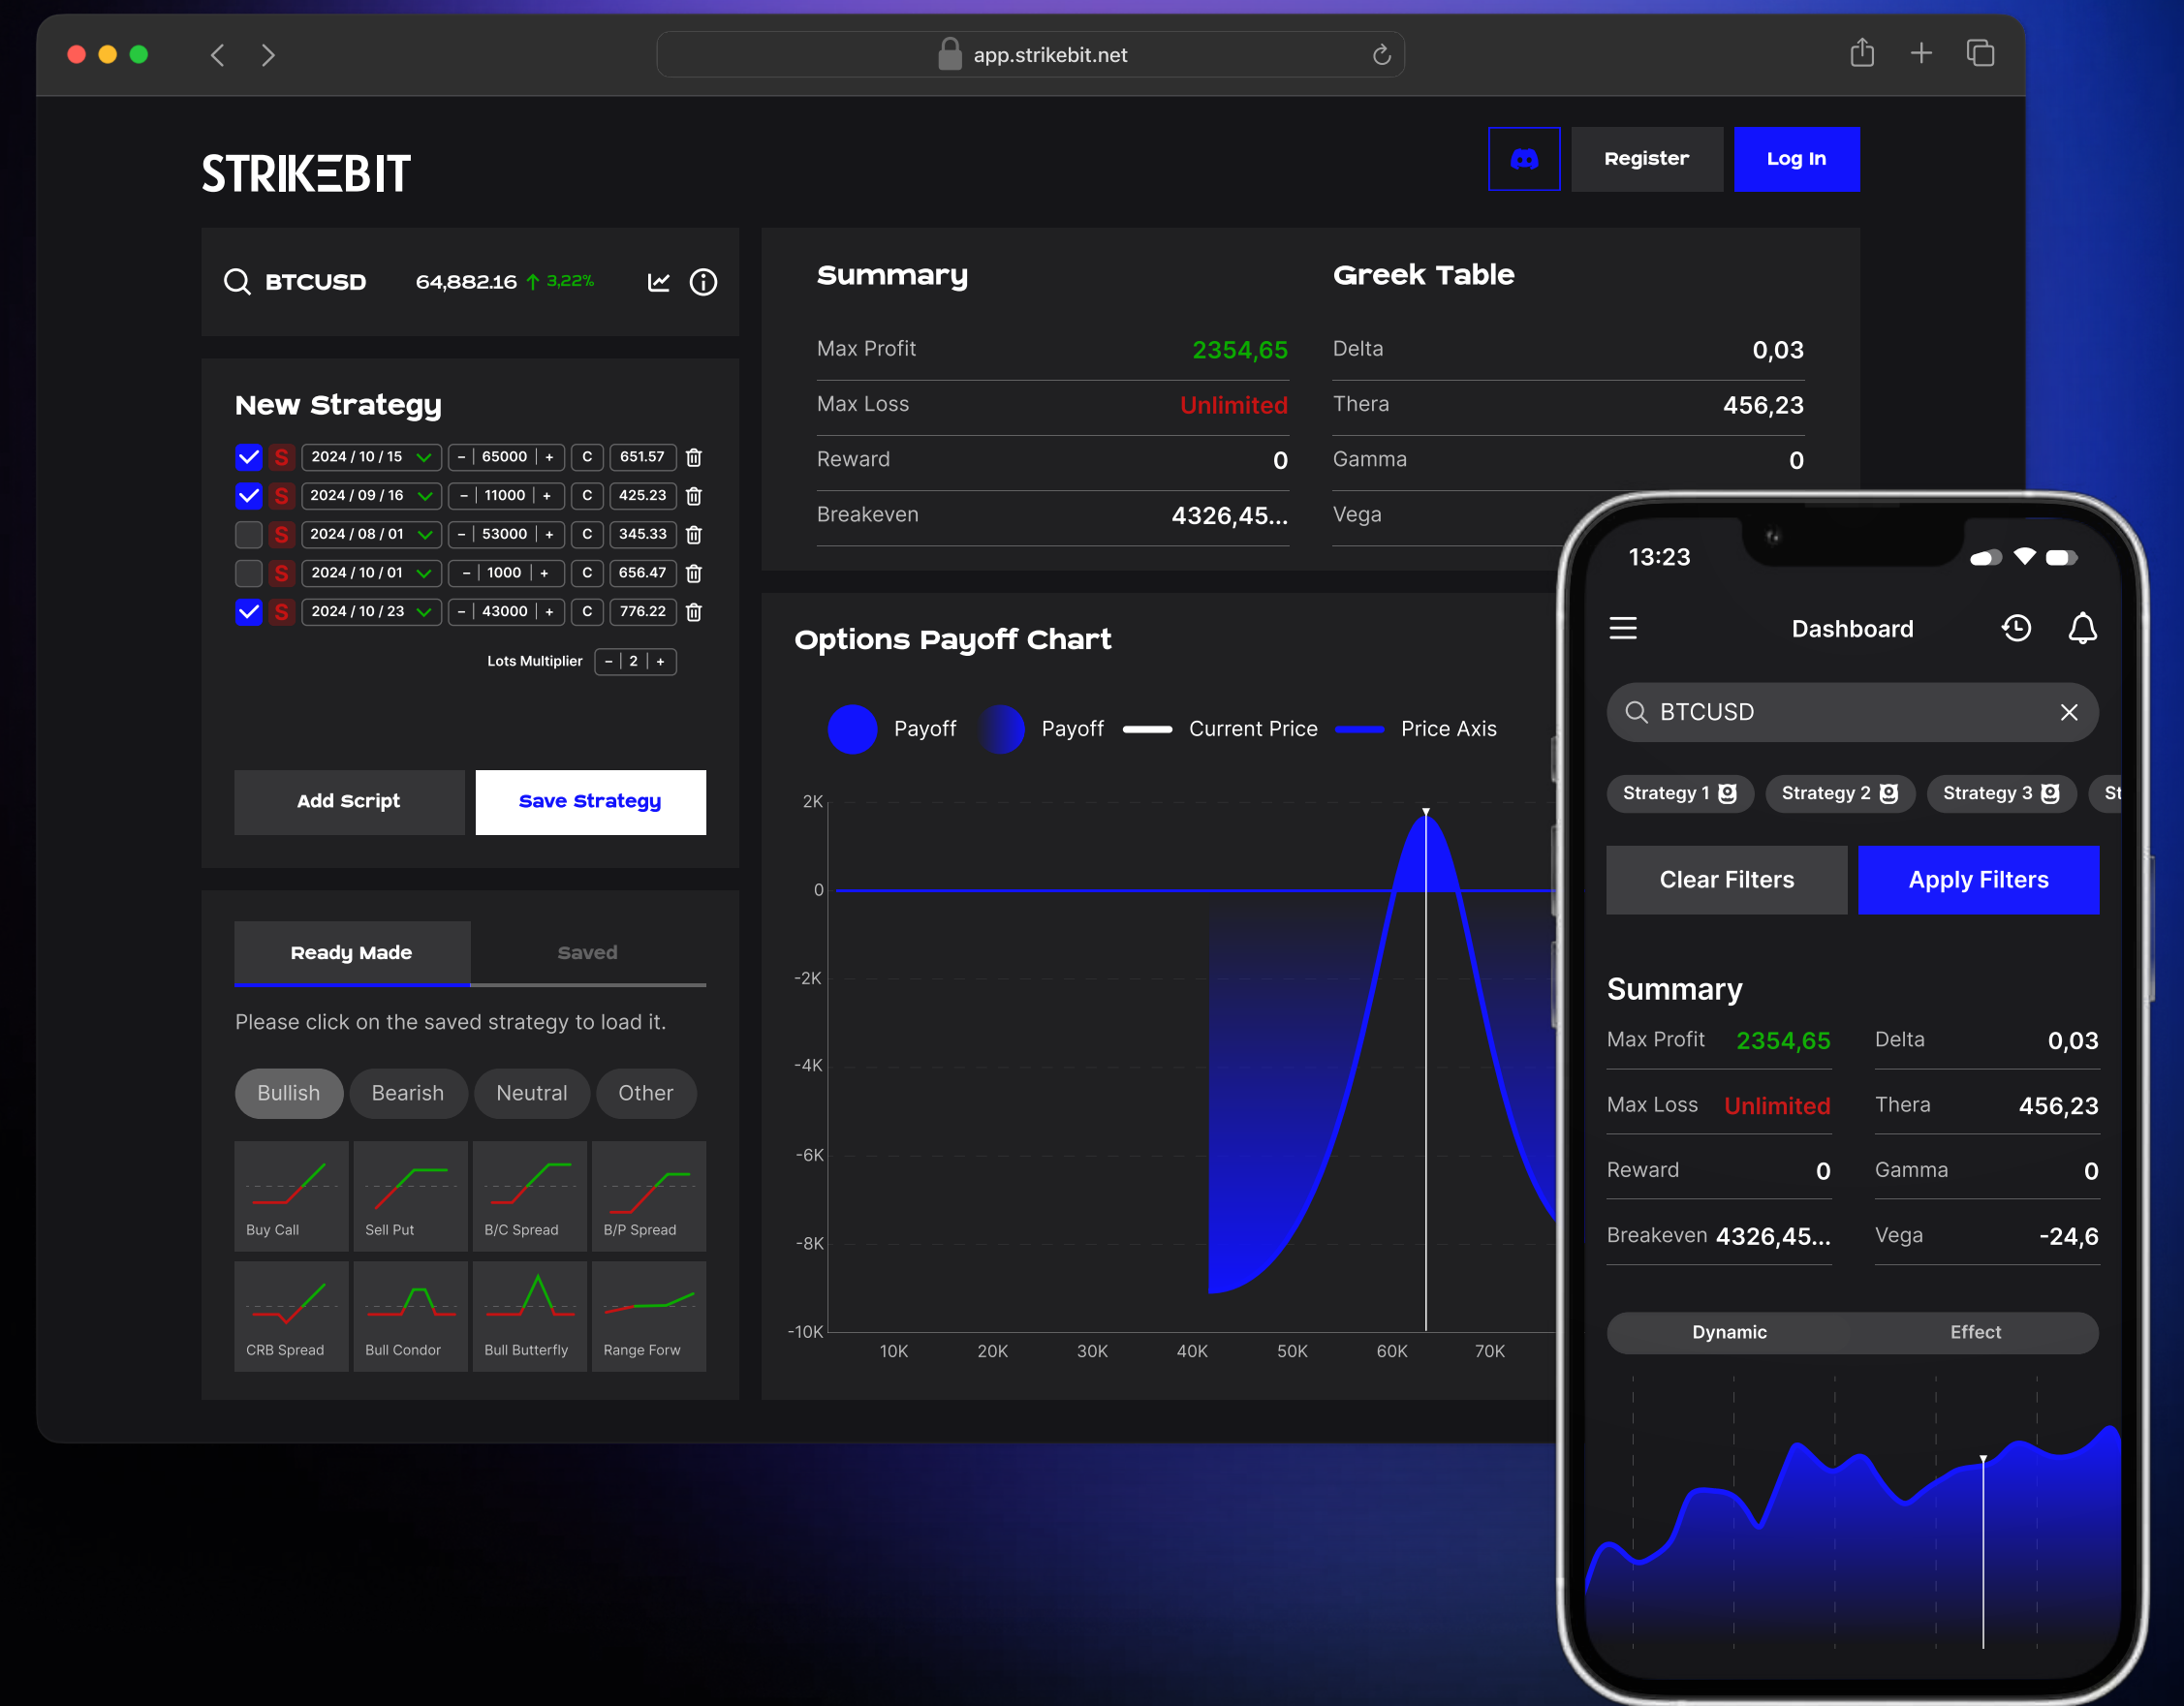 app.strikebit.net
STRIKEBIT
Register
Log In
BTCUSD 64,882.16 3,22%
New Strategy
S 2024 / 10 / 15 - 65000 + C 651.57
S 2024 / 09 / 16 - 11000 + C 425.23
S 2024 / 08 / 01 - 53000 + C 345.33
S 2024 / 10 / 01 - 1000 + C 656.47
S 2024 / 10 / 23 - 43000 + C 776.22
Lots Multiplier - 2 +
Add Script
Save Strategy
Ready Made
Saved
Please click on the saved strategy to load it.
Bullish
Bearish
Neutral
Other
Buy Call
Sell Put
B/C Spread
B/P Spread
CRB Spread
Bull Condor
Bull Butterfly
Range Forw
Summary
Max Profit 2354,65
Max Loss Unlimited
Reward 0
Breakeven 4326,45...
Greek Table
Delta 0,03
Thera 456,23
Gamma 0
Vega
Options Payoff Chart
Payoff
Payoff
Current Price
Price Axis
2K
0
-2K
-4K
-6K
-8K
-10K
10K 20K 30K 40K 50K 60K 70K
13:23
Dashboard
BTCUSD
Strategy 1
Strategy 2
Strategy 3
St
Clear Filters
Apply Filters
Summary
Max Profit 2354,65
Max Loss Unlimited
Reward 0
Breakeven 4326,45...
Delta 0,03
Thera 456,23
Gamma 0
Vega -24,6
Dynamic
Effect